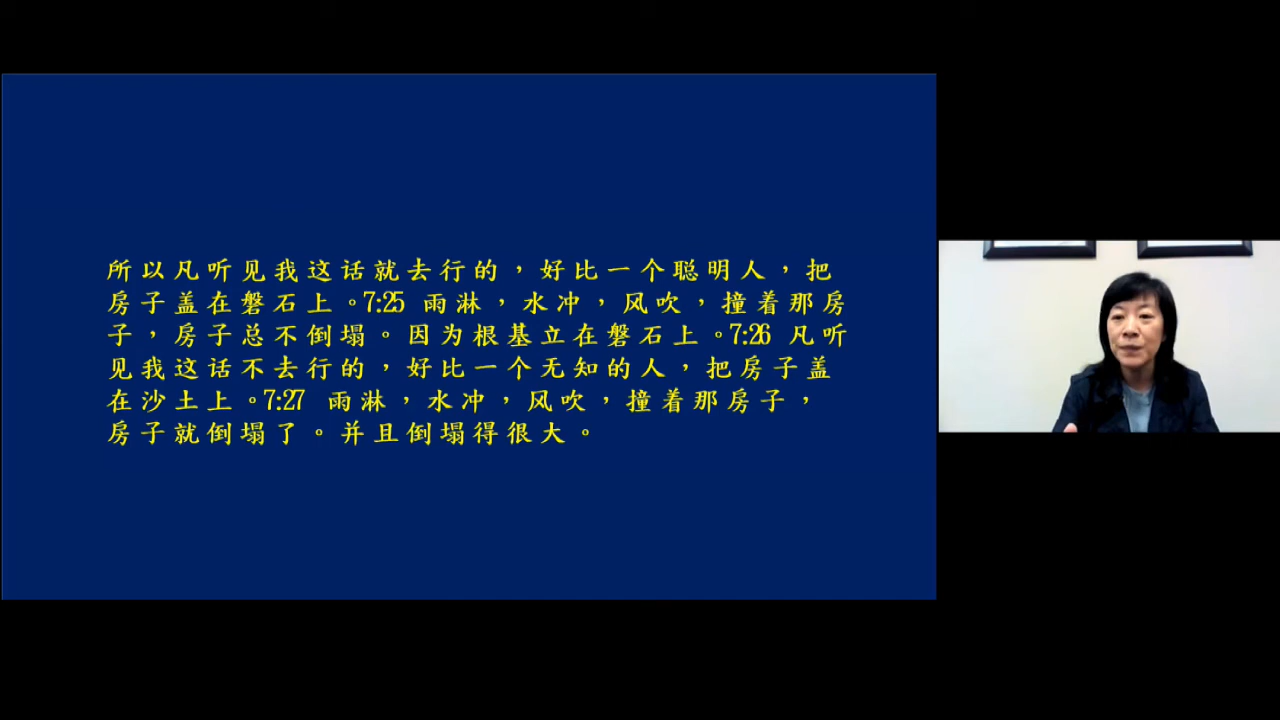 所以凡听见我这话就去行的，好比一个聪明人，把
房子盖在磐石上。7:25 雨淋，水冲，风吹，撞着那房
子，房子总不倒塌。因为根基立在磐石上。7:26 凡听
见我这话不去行的，好比一个无知的人，把房子盖
在沙土上。7:27 雨淋，水冲，风吹，撞着那房子，
房子就倒塌了。并且倒塌得很大。